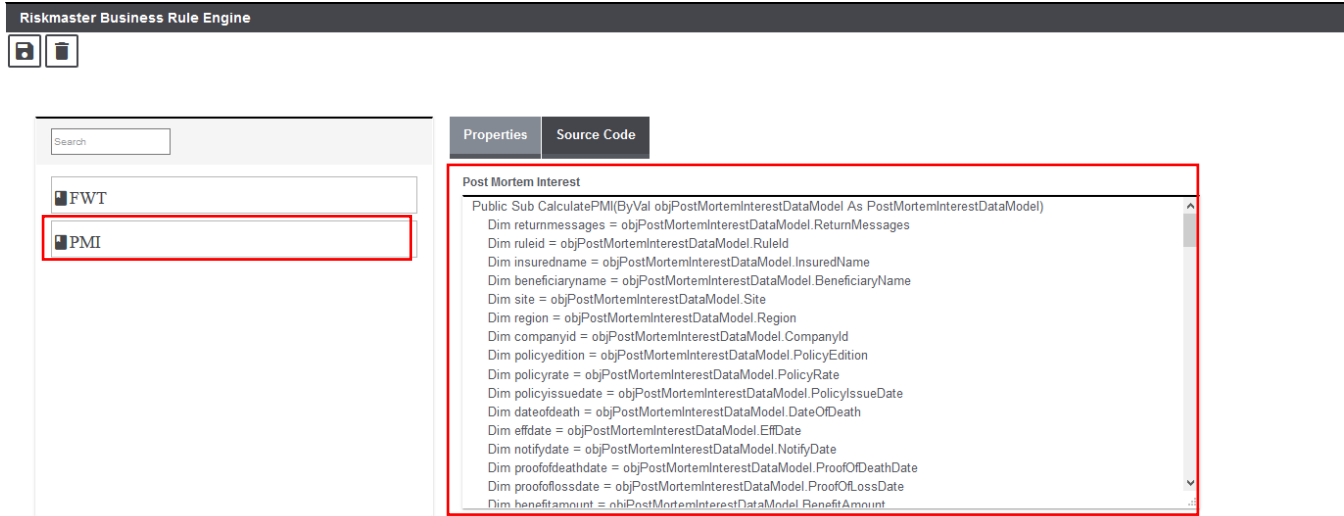 Riskmaster Business Rule Engine
Search
FWT
PMI
Properties
Source Code
Post Mortem Interest
Public Sub CalculatePMI(ByVal objPostMortemInterestDataModel As PostMortemInterestDataModel)
Dim returnmessages = objPostMortemInterestDataModel.ReturnMessages
Dim ruleid = objPostMortemInterestDataModel.RuleId
Dim insuredname = objPostMortemInterestDataModel.InsuredName
Dim beneficiaryname = objPostMortemInterestDataModel.BeneficiaryName
Dim site = objPostMortemInterestDataModel.Site
Dim region = objPostMortemInterestDataModel.Region
Dim companyid = objPostMortemInterestDataModel.CompanyId
Dim policyedition = objPostMortemInterestDataModel.PolicyEdition
Dim policyrate = objPostMortemInterestDataModel.PolicyRate
Dim policyissuedate = objPostMortemInterestDataModel.PolicyIssueDate
Dim dateofdeath = objPostMortemInterestDataModel.DateOfDeath
Dim effdate = objPostMortemInterestDataModel.EffDate
Dim notifydate = objPostMortemInterestDataModel.NotifyDate
Dim proofofdeathdate = objPostMortemInterestDataModel.ProofOfDeathDate
Dim proofoflossdate = objPostMortemInterestDataModel.ProofOfLossDate
Dim benefitamount = objPostMortemInterestDataModel.BenefitAmount